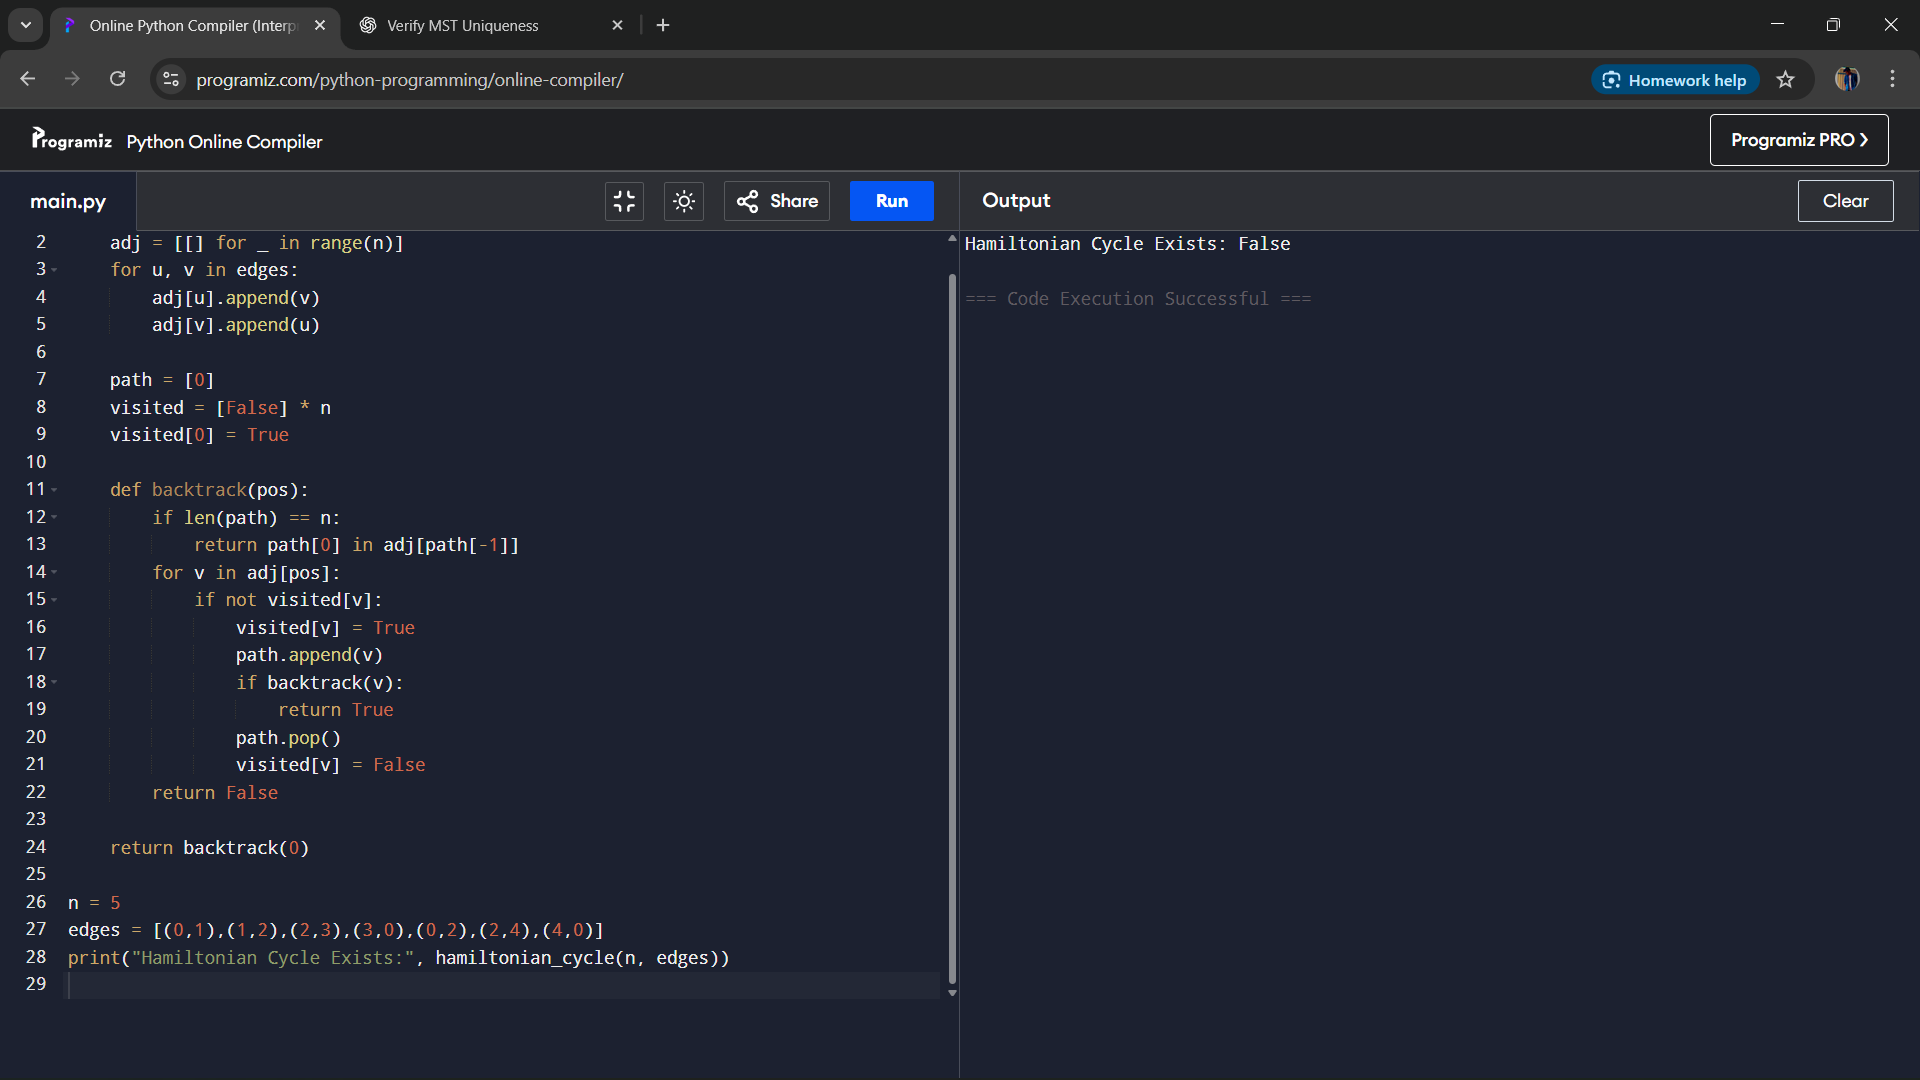 Online Python Compiler (Interp
Verify MST Uniqueness
programiz.com/python-programming/online-compiler/
Homework help
Programiz Python Online Compiler
Programiz PRO
main.py
Share
Run
Output
Clear
2 adj = [[] for _ in range(n)]
3 for u, v in edges:
4 adj[u].append(v)
5 adj[v].append(u)
6
7 path = [0]
8 visited = [False] * n
9 visited[0] = True
10
11 def backtrack(pos):
12 if len(path) == n:
13 return path[0] in adj[path[-1]]
14 for v in adj[pos]:
15 if not visited[v]:
16 visited[v] = True
17 path.append(v)
18 if backtrack(v):
19 return True
20 path.pop()
21 visited[v] = False
22 return False
23
24 return backtrack(0)
25
26 n = 5
27 edges = [(0,1),(1,2),(2,3),(3,0),(0,2),(2,4),(4,0)]
28 print("Hamiltonian Cycle Exists:", hamiltonian_cycle(n, edges))
29
Hamiltonian Cycle Exists: False
=== Code Execution Successful ===